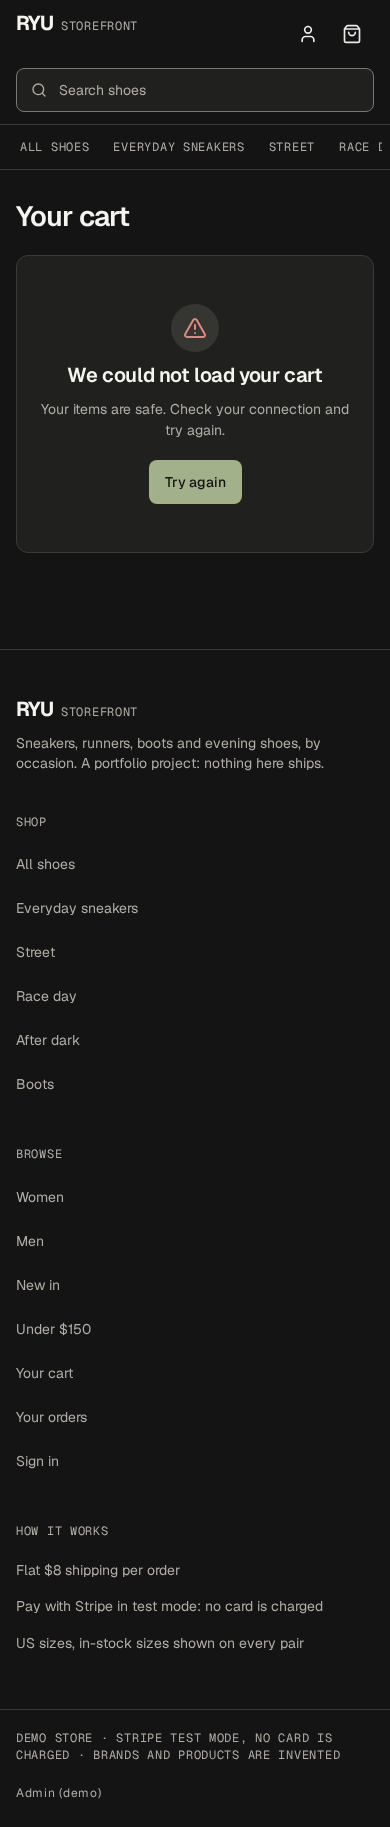 RYU STOREFRONT
Search shoes
ALL SHOES EVERYDAY SNEAKERS STREET RACE
Your cart
We could not load your cart
Your items are safe. Check your connection and
try again.
Try again
RYU STOREFRONT
Sneakers, runners, boots and evening shoes, by
occasion. A portfolio project: nothing here ships.
SHOP
All shoes
Everyday sneakers
Street
Race day
After dark
Boots
BROWSE
Women
Men
New in
Under $150
Your cart
Your orders
Sign in
HOW IT WORKS
Flat $8 shipping per order
Pay with Stripe in test mode: no card is charged
US sizes, in-stock sizes shown on every pair
DEMO STORE · STRIPE TEST MODE, NO CARD IS
CHARGED · BRANDS AND PRODUCTS ARE INVENTED
Admin (demo)